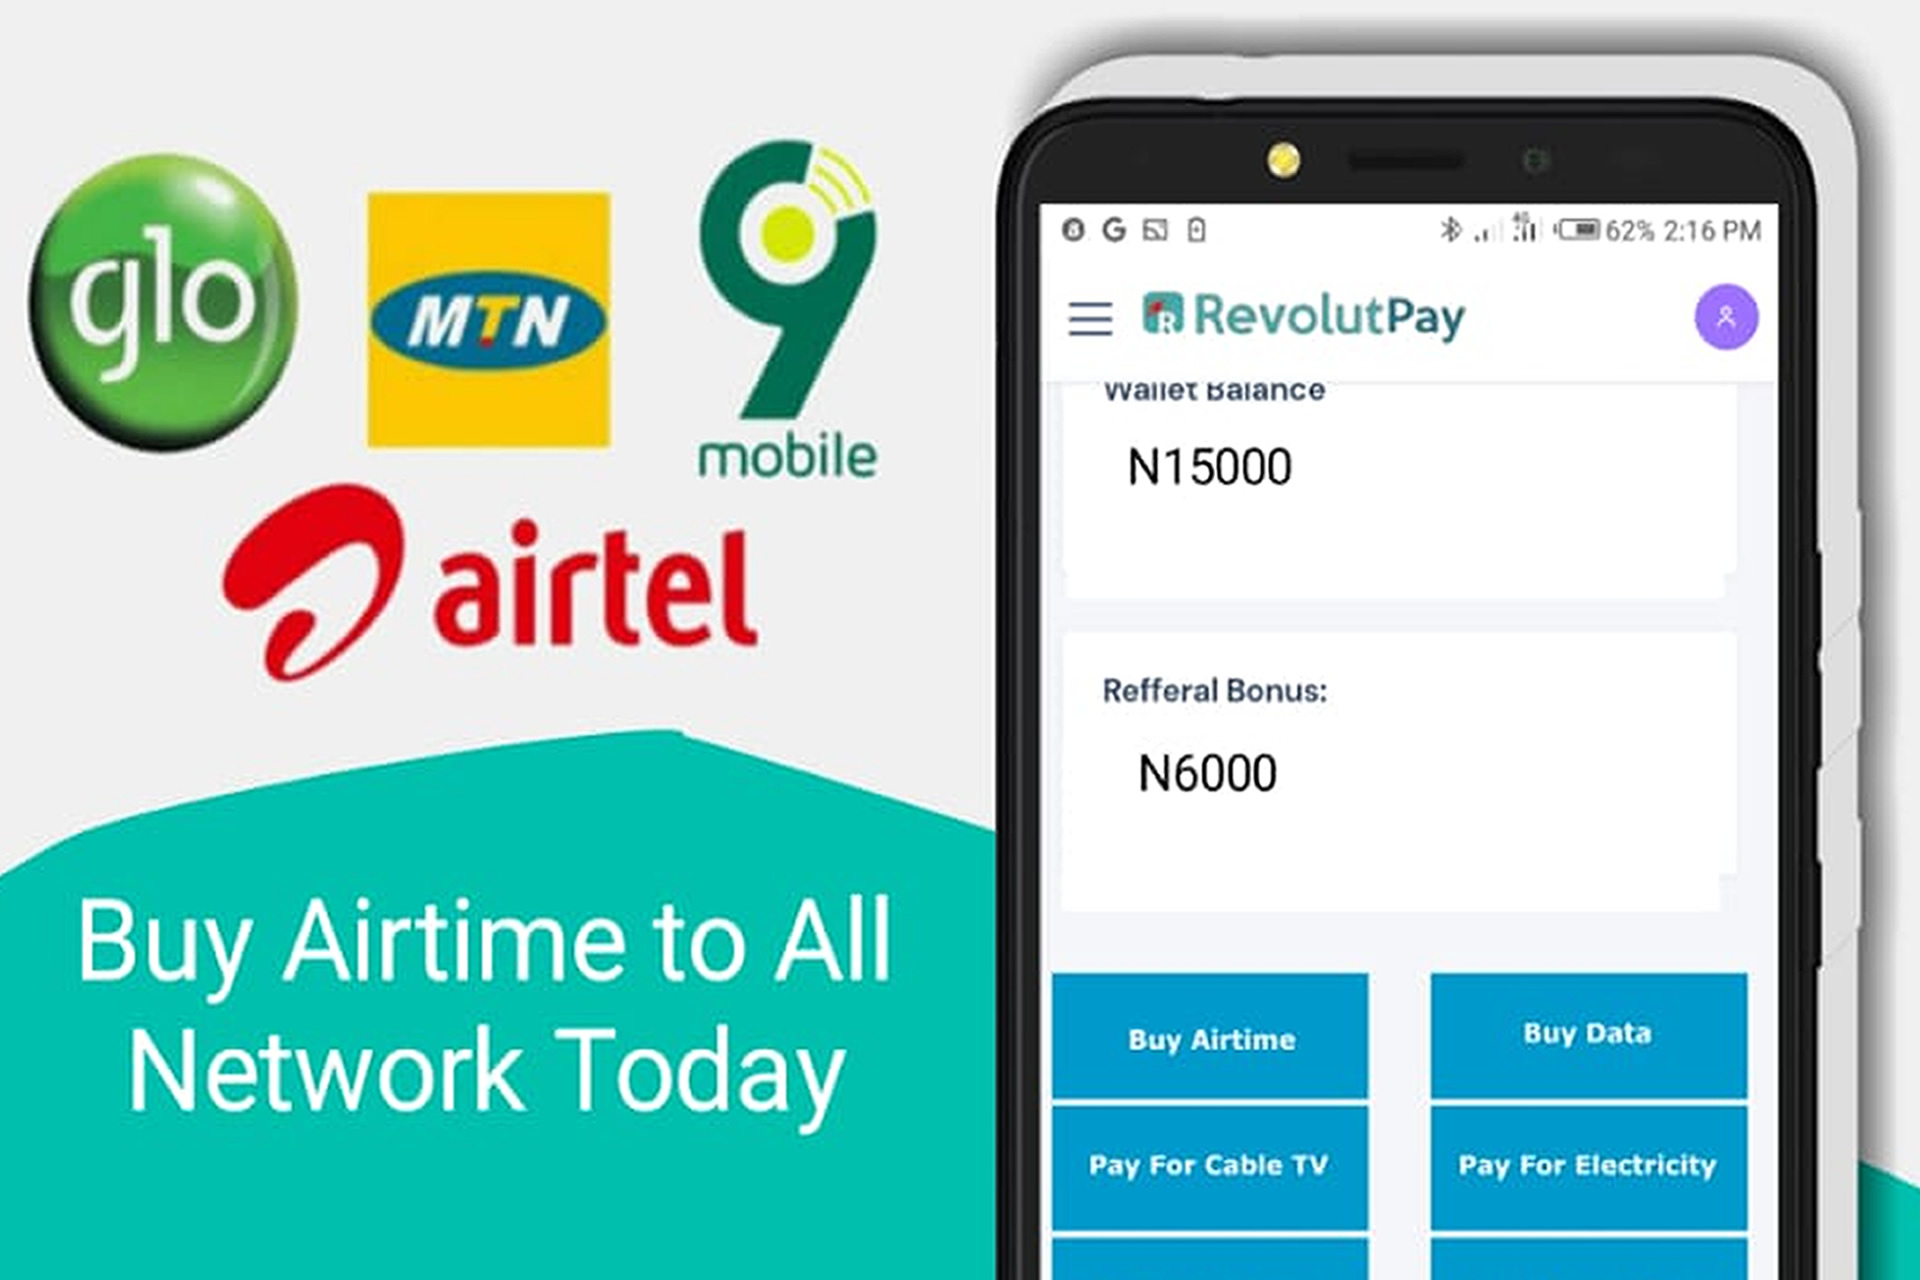 glo
MTN
9
mobile
airtel
Buy Airtime to All
Network Today
62% 2:16 PM
RevolutPay
Wallet Balance
N15000
Refferal Bonus:
N6000
Buy Airtime
Buy Data
Pay For Cable TV
Pay For Electricity